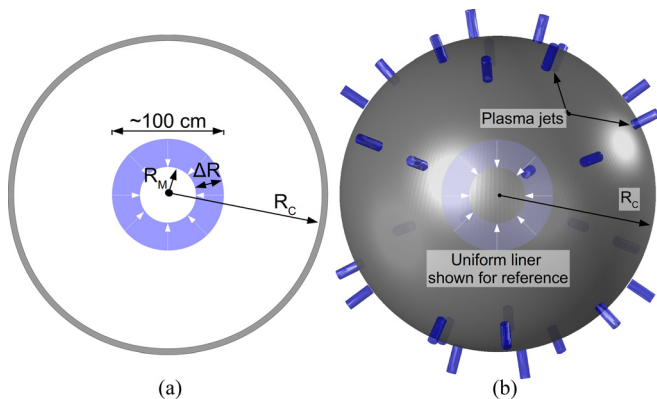 ~100 cm
R_M
ΔR
R_C
(a)
Plasma jets
R_C
Uniform liner
shown for reference
(b)